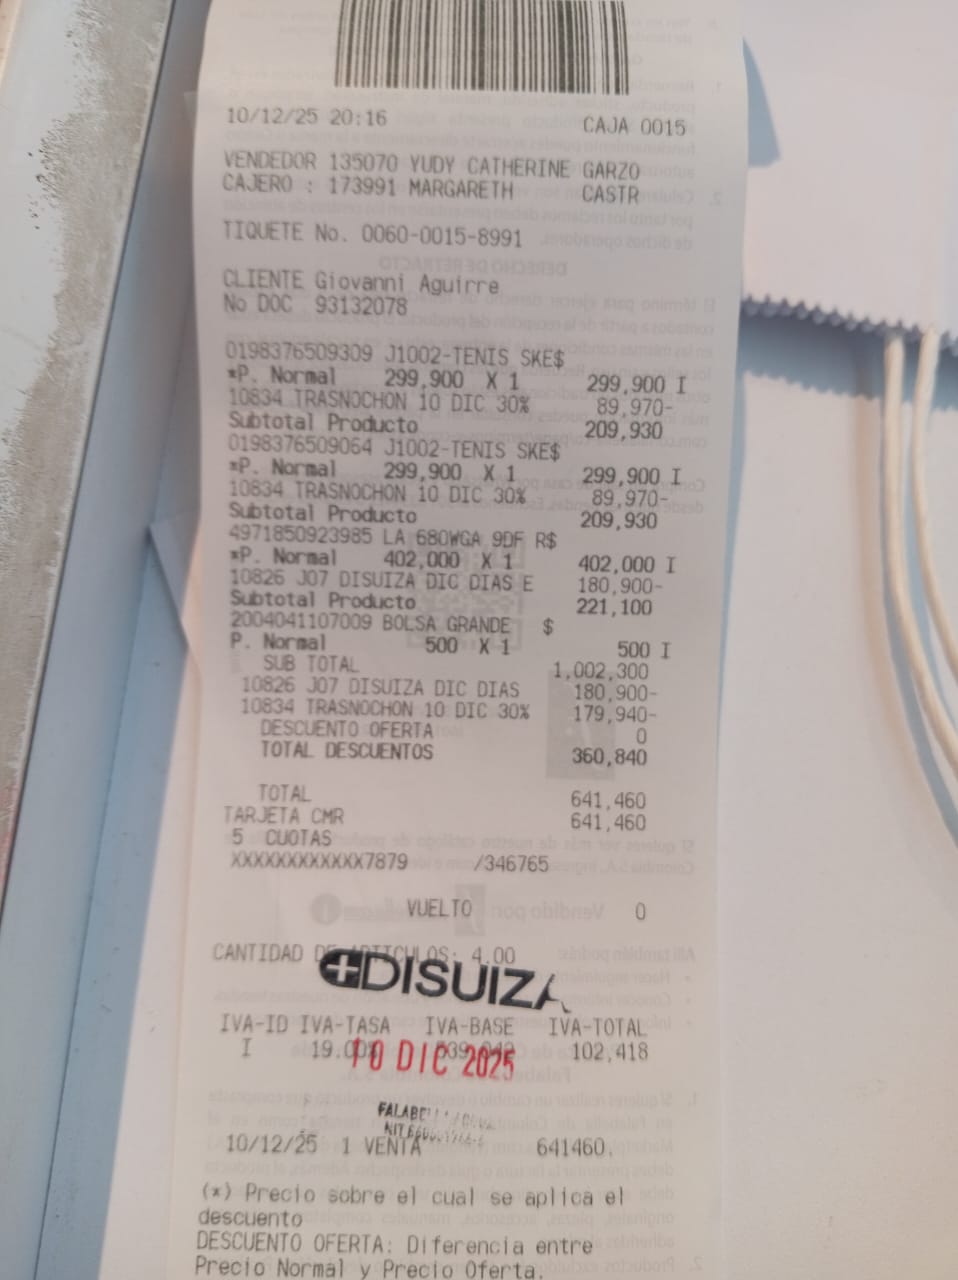 10/12/25 20:16 CAJA 0015
VENDEDOR 135070 YUDY CATHERINE GARZO
CAJERO : 173991 MARGARETH CASTR
TIQUETE No. 0060-0015-8991
CLIENTE Giovanni Aguirre
No DOC 93132078
0198376509309 J1002-TENIS SKE$
*P. Normal 299,900 X 1 299,900 I
10834 TRASNOCHON 10 DIC 30% 89,970-
Subtotal Producto 209,930
0198376509064 J1002-TENIS SKE$
*P. Normal 299,900 X 1 299,900 I
10834 TRASNOCHON 10 DIC 30% 89,970-
Subtotal Producto 209,930
4971850923985 LA 680WGA 9DF R$
*P. Normal 402,000 X 1 402,000 I
10826 J07 DISUIZA DIC DIAS E 180,900-
Subtotal Producto 221,100
2004041107009 BOLSA GRANDE $
P. Normal 500 X 1 500 I
SUB TOTAL 1,002,300
10826 J07 DISUIZA DIC DIAS 180,900-
10834 TRASNOCHON 10 DIC 30% 179,940-
DESCUENTO OFERTA 0
TOTAL DESCUENTOS 360,840
TOTAL 641,460
TARJETA CMR 641,460
5 CUOTAS
XXXXXXXXXXXX7879 /346765
VUELTO 0
CANTIDAD DE ARTICULOS: 4.00
DISUIZA
IVA-ID IVA-TASA IVA-BASE IVA-TOTAL
I 19.00% 102,418
10 DIC 2025
NIT
10/12/25 1 VENTA 641460.
(*) Precio sobre el cual se aplica el
descuento
DESCUENTO OFERTA: Diferencia entre
Precio Normal y Precio Oferta.